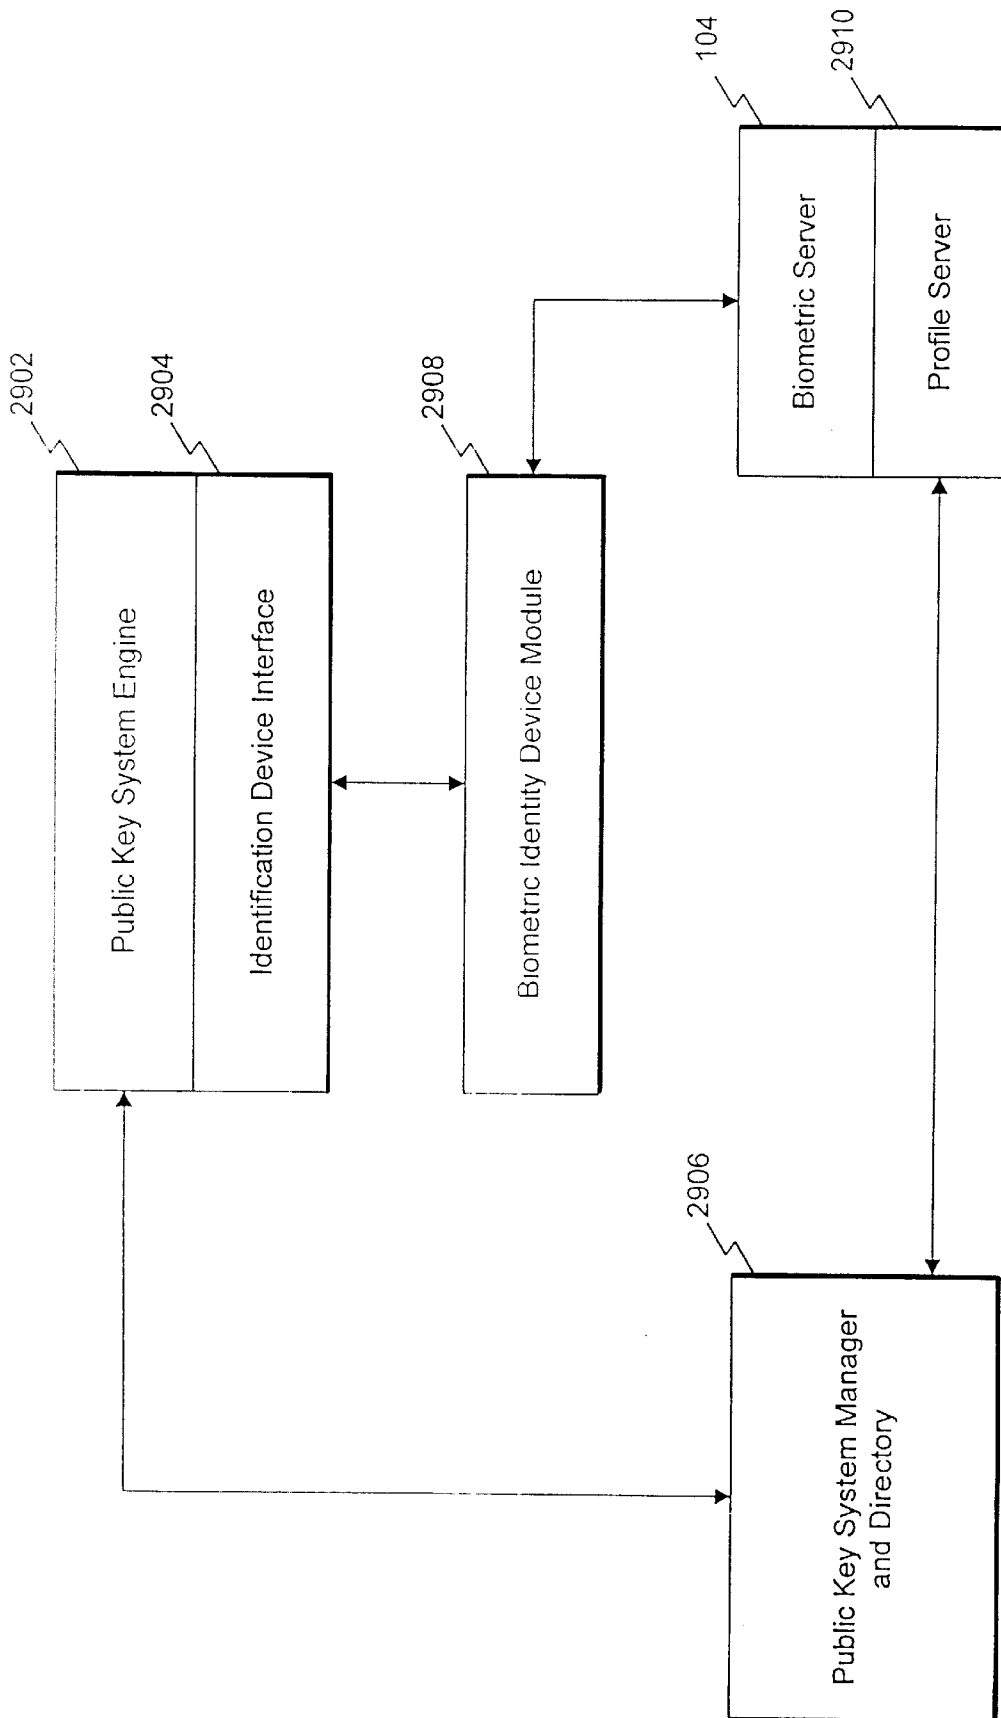 2902
Public Key System Engine
2904
Identification Device Interface
2908
Biometric Identity Device Module
2906
Public Key System Manager
and Directory
104
Biometric Server
2910
Profile Server